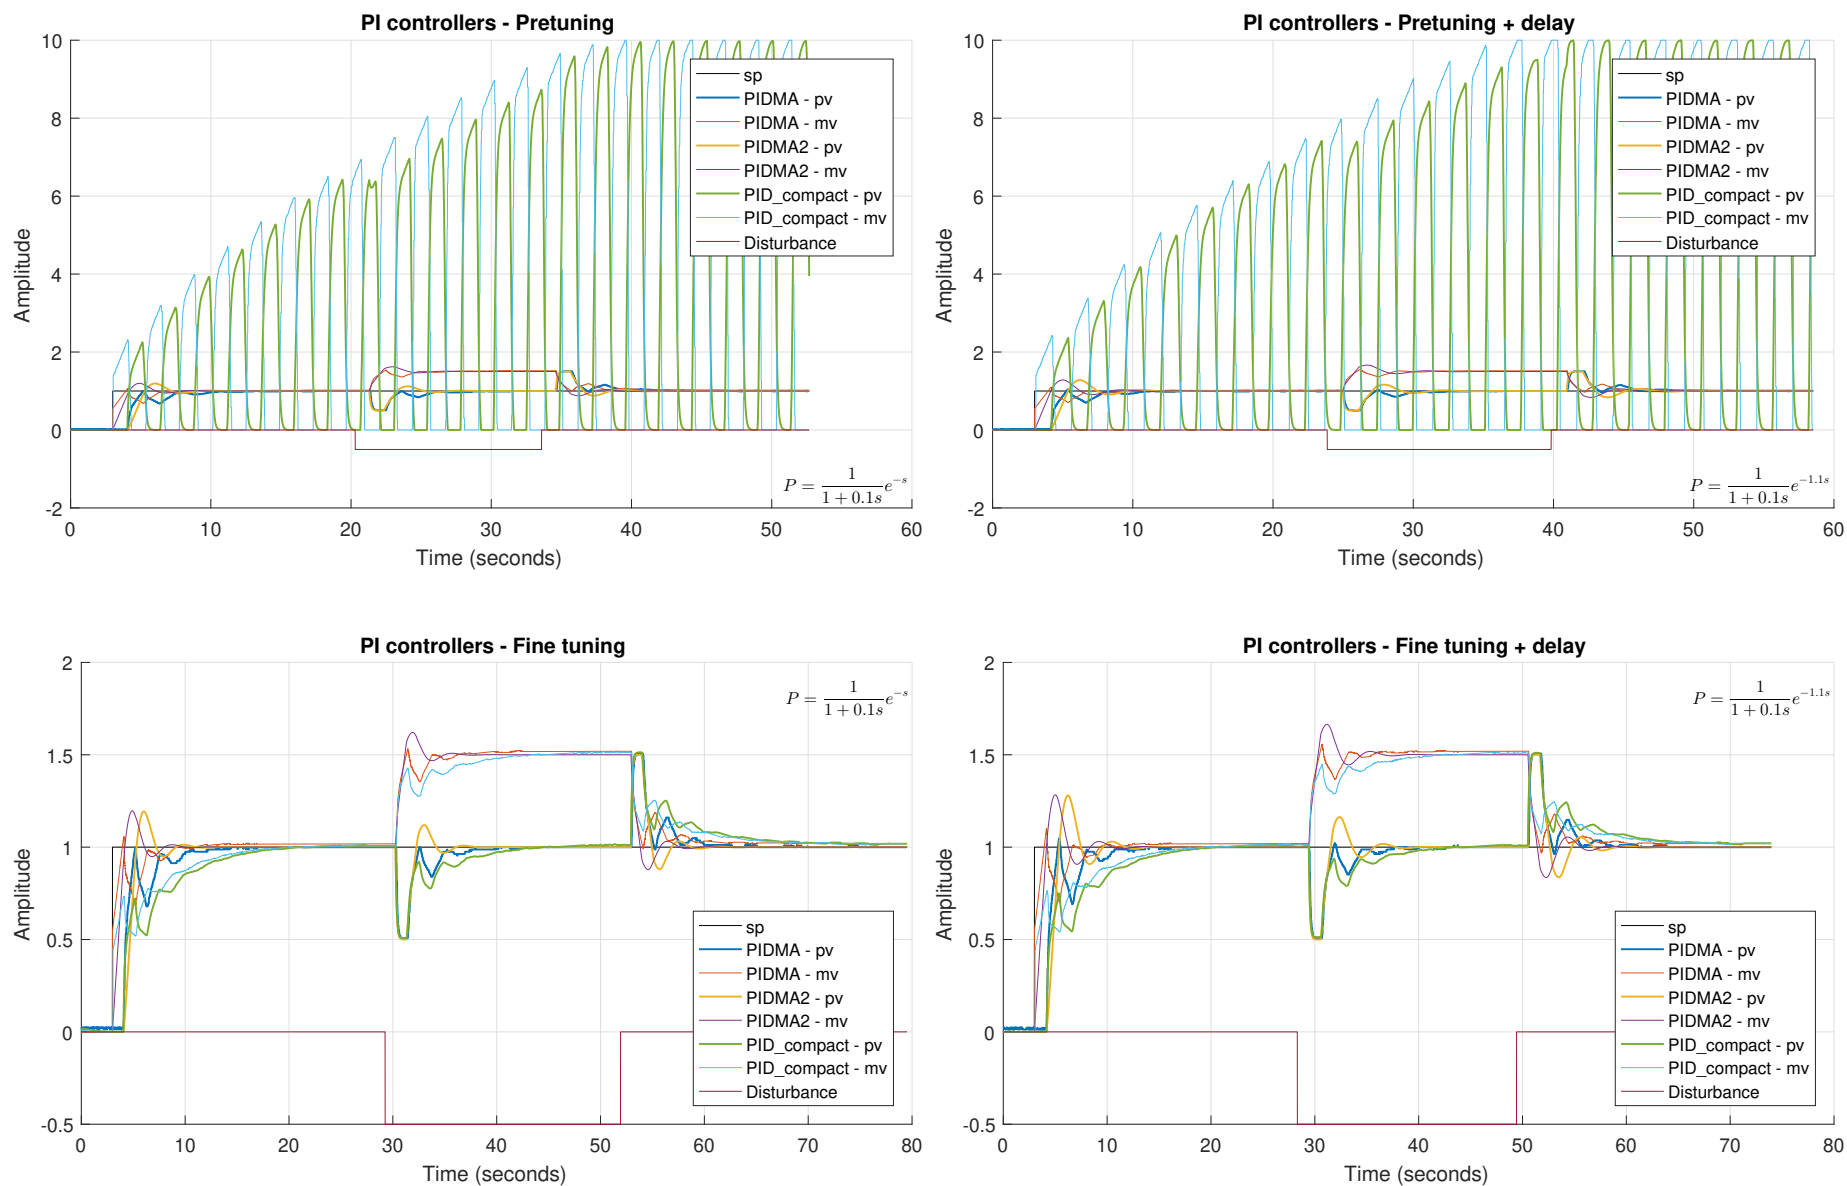 PI controllers - Pretuning
10
8
6
4
2
0
-2
Amplitude
sp
PIDMA - pv
PIDMA - mv
PIDMA2 - pv
PIDMA2 - mv
PID_compact - pv
PID_compact - mv
Disturbance
P = 1 / (1 + 0.1s) e^{-s}
0 10 20 30 40 50 60
Time (seconds)
PI controllers - Pretuning + delay
10
8
6
4
2
0
-2
Amplitude
sp
PIDMA - pv
PIDMA - mv
PIDMA2 - pv
PIDMA2 - mv
PID_compact - pv
PID_compact - mv
Disturbance
P = 1 / (1 + 0.1s) e^{-1.1s}
0 10 20 30 40 50 60
Time (seconds)
PI controllers - Fine tuning
2
1.5
1
0.5
0
-0.5
Amplitude
P = 1 / (1 + 0.1s) e^{-s}
sp
PIDMA - pv
PIDMA - mv
PIDMA2 - pv
PIDMA2 - mv
PID_compact - pv
PID_compact - mv
Disturbance
0 10 20 30 40 50 60 70 80
Time (seconds)
PI controllers - Fine tuning + delay
2
1.5
1
0.5
0
-0.5
Amplitude
P = 1 / (1 + 0.1s) e^{-1.1s}
sp
PIDMA - pv
PIDMA - mv
PIDMA2 - pv
PIDMA2 - mv
PID_compact - pv
PID_compact - mv
Disturbance
0 10 20 30 40 50 60 70 80
Time (seconds)